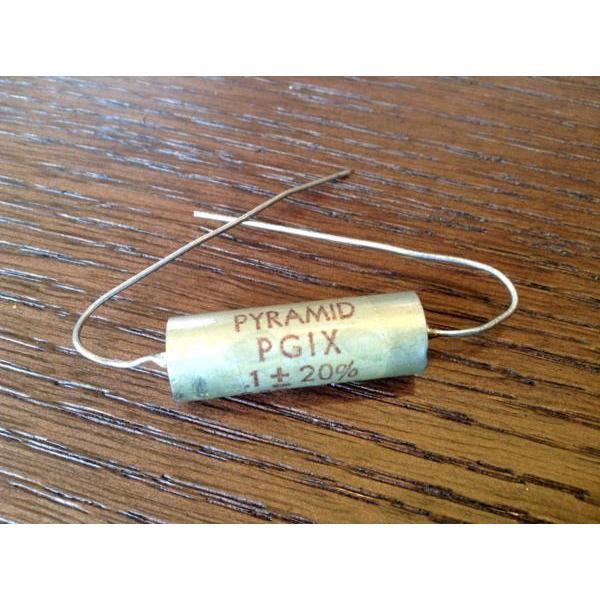 PYRAMID
PGIX
.1 ± 20%